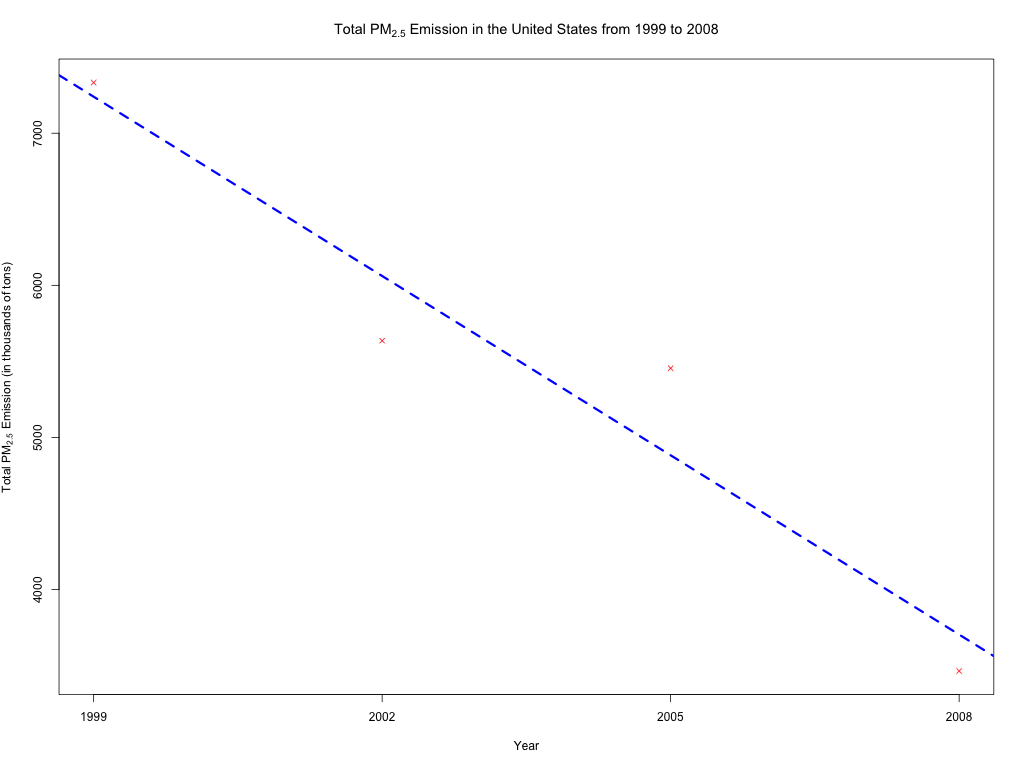 Total PM2.5 Emission in the United States from 1999 to 2008
Total PM2.5 Emission (in thousands of tons)
7000
6000
5000
4000
1999 2002 2005 2008
Year